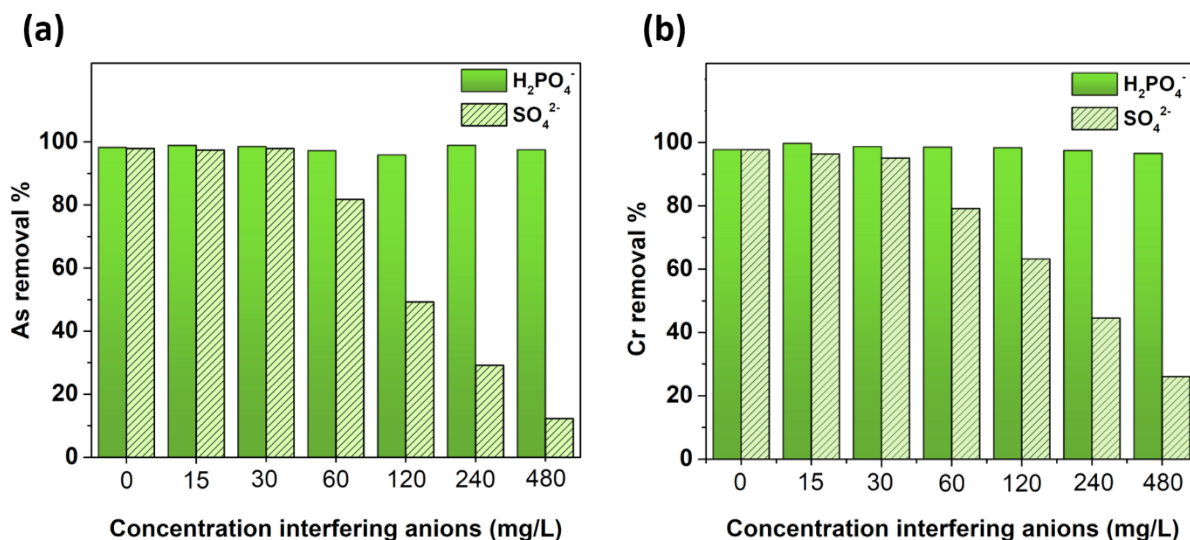 (a)
H₂PO₄⁻
SO₄²⁻
As removal %
100
80
60
40
20
0
0 15 30 60 120 240 480
Concentration interfering anions (mg/L)
(b)
H₂PO₄⁻
SO₄²⁻
Cr removal %
100
80
60
40
20
0
0 15 30 60 120 240 480
Concentration interfering anions (mg/L)